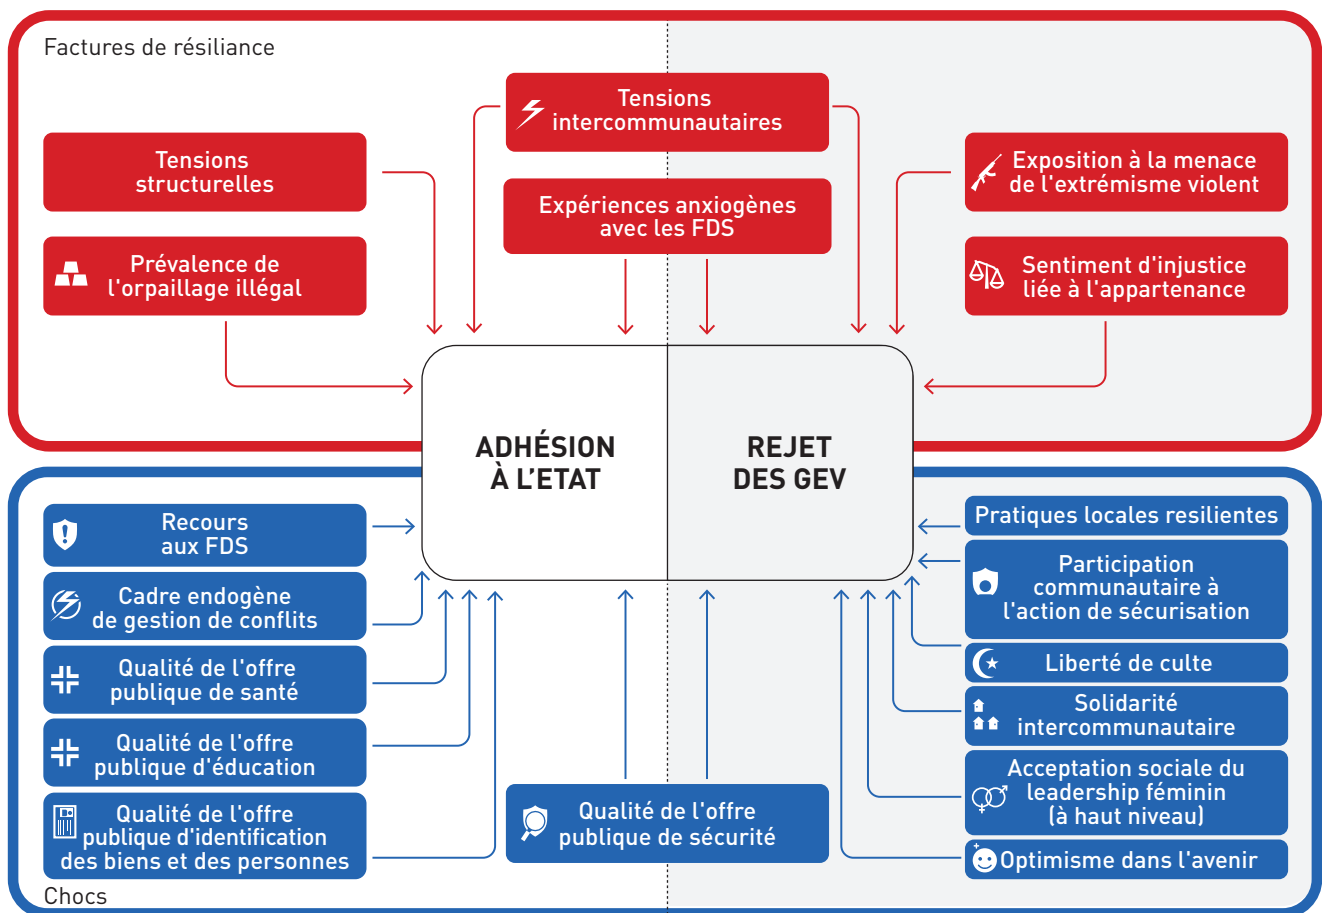 Factures de résiliance
Tensions
intercommunautaires
Tensions
structurelles
Expériences anxiogènes
avec les FDS
Exposition à la menace
de l'extrémisme violent
Prévalence de
l'orpaillage illégal
Sentiment d'injustice
liée à l'appartenance
ADHÉSION
À L'ETAT
REJET
DES GEV
Recours
aux FDS
Cadre endogène
de gestion de conflits
Qualité de l'offre
publique de santé
Qualité de l'offre
publique d'éducation
Qualité de l'offre
publique d'identification
des biens et des personnes
Qualité de l'offre
publique de sécurité
Pratiques locales resilientes
Participation
communautaire à
l'action de sécurisation
Liberté de culte
Solidarité
intercommunautaire
Acceptation sociale du
leadership féminin
(à haut niveau)
Optimisme dans l'avenir
Chocs